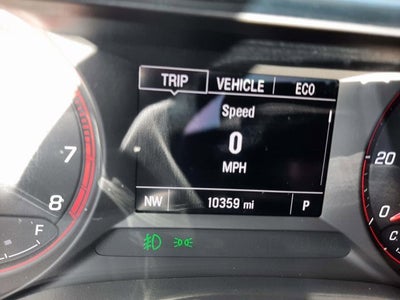 TRIP VEHICLE ECO
Speed
0
MPH
NW 10359 mi P
7
8
F
20
0
C